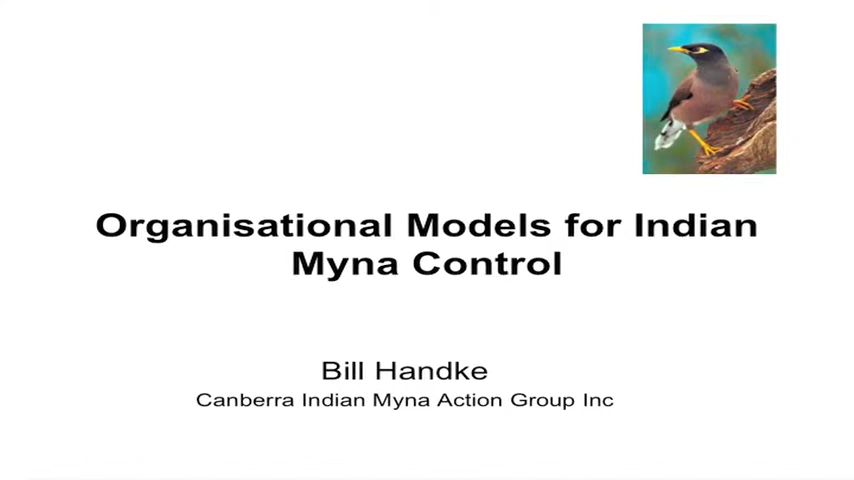 Organisational Models for Indian
Myna Control
Bill Handke
Canberra Indian Myna Action Group Inc